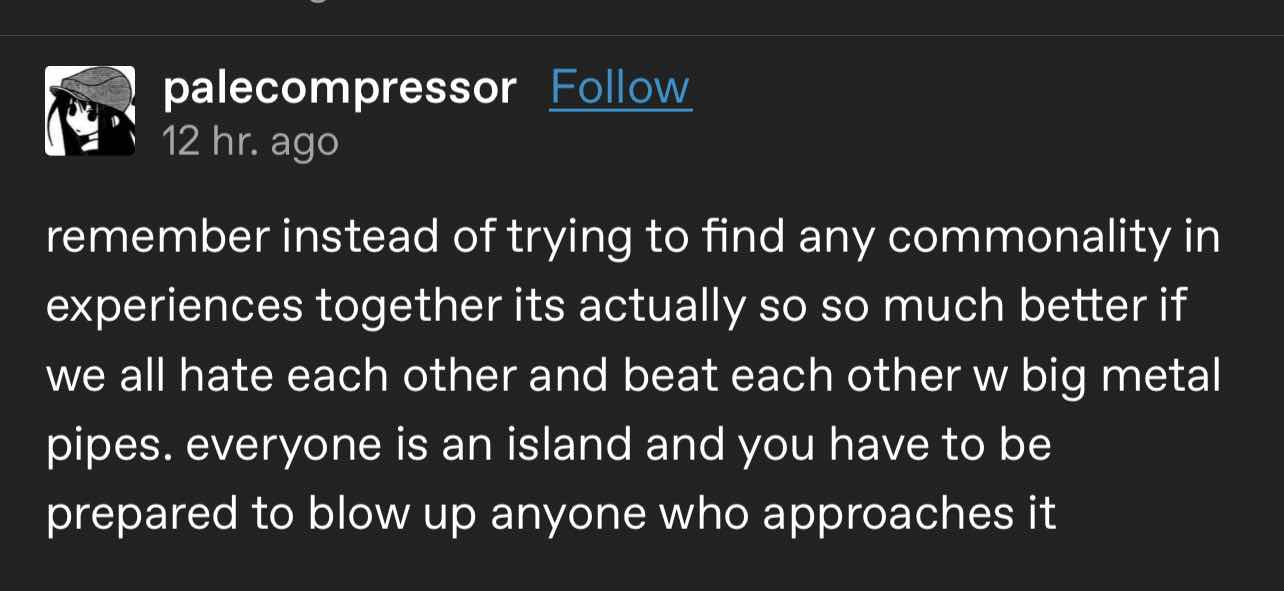 palecompressor Follow
12 hr. ago
remember instead of trying to find any commonality in
experiences together its actually so so much better if
we all hate each other and beat each other w big metal
pipes. everyone is an island and you have to be
prepared to blow up anyone who approaches it